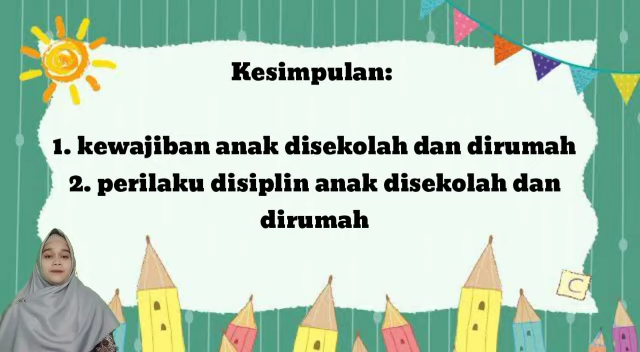 Kesimpulan:
1. kewajiban anak disekolah dan dirumah
2. perilaku disiplin anak disekolah dan
dirumah
C